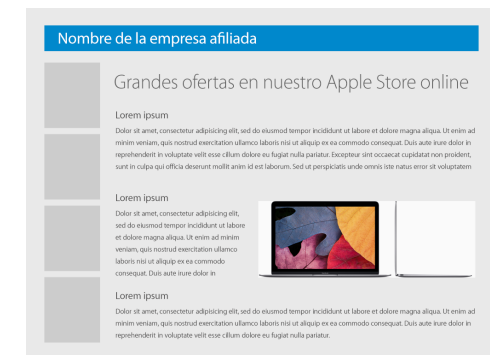 Nombre de la empresa afiliada
Grandes ofertas en nuestro Apple Store online
Lorem ipsum
Dolor sit amet, consectetur adipisicing elit, sed do eiusmod tempor incididunt ut labore et dolore magna aliqua. Ut enim ad
minim veniam, quis nostrud exercitation ullamco laboris nisi ut aliquip ex ea commodo consequat. Duis aute irure dolor in
reprehenderit in voluptate velit esse cillum dolore eu fugiat nulla pariatur. Excepteur sint occaecat cupidatat non proident,
sunt in culpa qui officia deserunt mollit anim id est laborum. Sed ut perspiciatis unde omnis iste natus error sit voluptatem
Lorem ipsum
Dolor sit amet, consectetur adipisicing elit,
sed do eiusmod tempor incididunt ut labore
et dolore magna aliqua. Ut enim ad minim
veniam, quis nostrud exercitation ullamco
laboris nisi ut aliquip ex ea commodo
consequat. Duis aute irure dolor in
Lorem ipsum
Dolor sit amet, consectetur adipisicing elit, sed do eiusmod tempor incididunt ut labore et dolore magna aliqua. Ut enim ad
minim veniam, quis nostrud exercitation ullamco laboris nisi ut aliquip ex ea commodo consequat. Duis aute irure dolor in
reprehenderit in voluptate velit esse cillum dolore eu fugiat nulla pariatur.